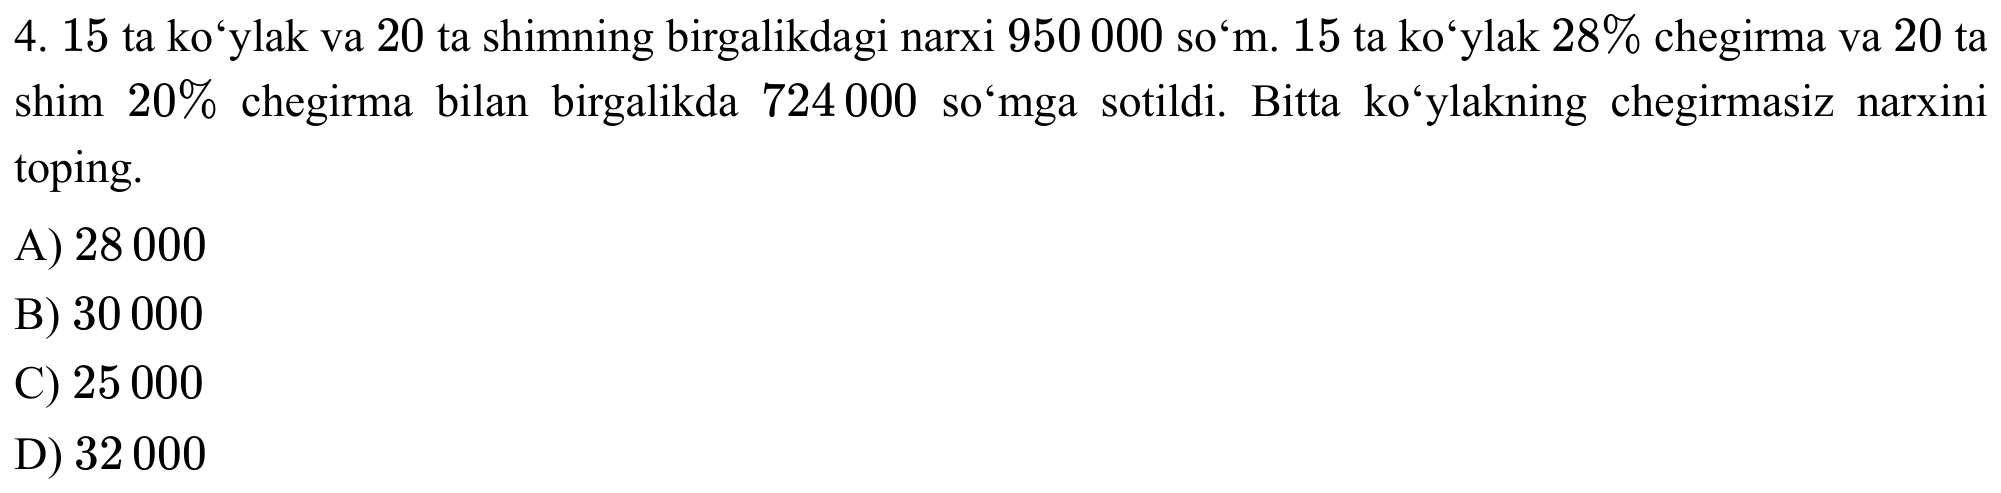 4. 15 ta ko‘ylak va 20 ta shimning birgalikdagi narxi 950 000 so‘m. 15 ta ko‘ylak 28% chegirma va 20 ta
shim 20% chegirma bilan birgalikda 724 000 so‘mga sotildi. Bitta ko‘ylakning chegirmasiz narxini
toping.
A) 28 000
B) 30 000
C) 25 000
D) 32 000